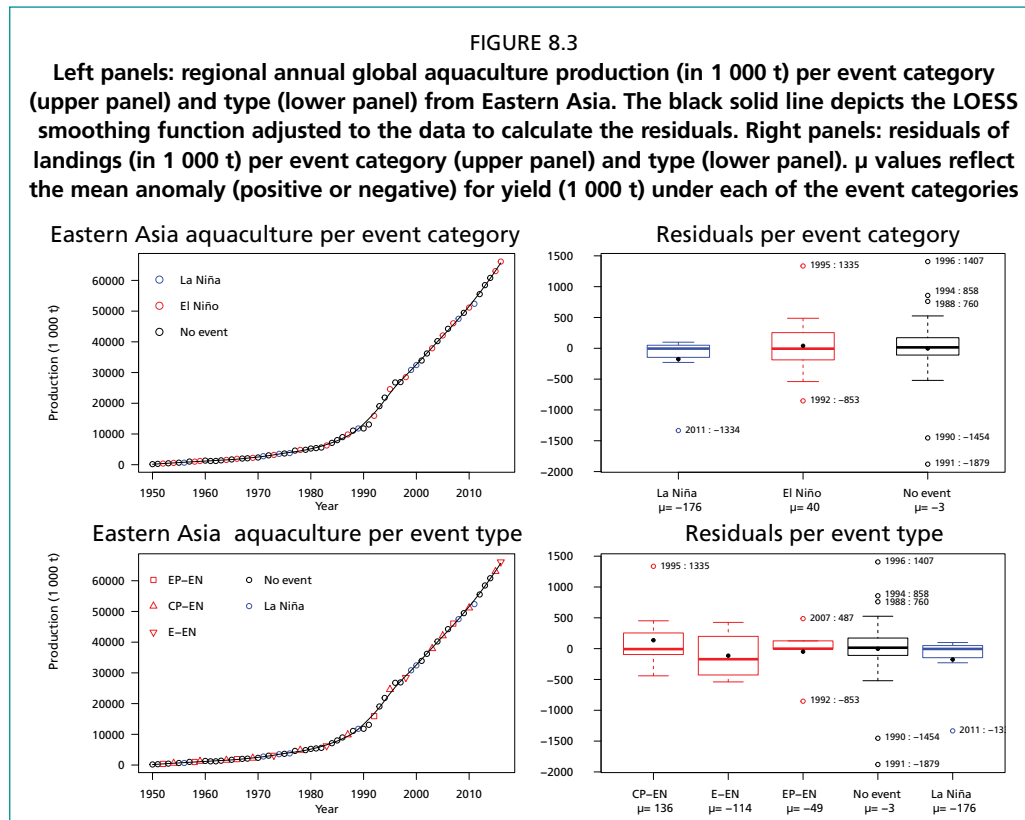 FIGURE 8.3
Left panels: regional annual global aquaculture production (in 1 000 t) per event category
(upper panel) and type (lower panel) from Eastern Asia. The black solid line depicts the LOESS
smoothing function adjusted to the data to calculate the residuals. Right panels: residuals of
landings (in 1 000 t) per event category (upper panel) and type (lower panel). µ values reflect
the mean anomaly (positive or negative) for yield (1 000 t) under each of the event categories
Eastern Asia aquaculture per event category
Production (1 000 t)
60000
50000
40000
30000
20000
10000
0
La Niña
El Niño
No event
1950 1960 1970 1980 1990 2000 2010
Year
Residuals per event category
1500
1000
500
0
−500
−1000
−1500
−2000
2011 : −1334
1995 : 1335
1992 : −853
1996 : 1407
1994 : 858
1988 : 760
1990 : −1454
1991 : −1879
La Niña El Niño No event
µ= −176 µ= 40 µ= −3
Eastern Asia aquaculture per event type
Production (1 000 t)
60000
50000
40000
30000
20000
10000
0
EP−EN No event
CP−EN La Niña
E−EN
1950 1960 1970 1980 1990 2000 2010
Year
Residuals per event type
1500
1000
500
0
−500
−1000
−1500
−2000
1995 : 1335
2007 : 487
1992 : −853
1996 : 1407
1994 : 858
1988 : 760
1990 : −1454
1991 : −1879
2011 : −133
CP−EN E−EN EP−EN No event La Niña
µ= 136 µ= −114 µ= −49 µ= −3 µ= −176